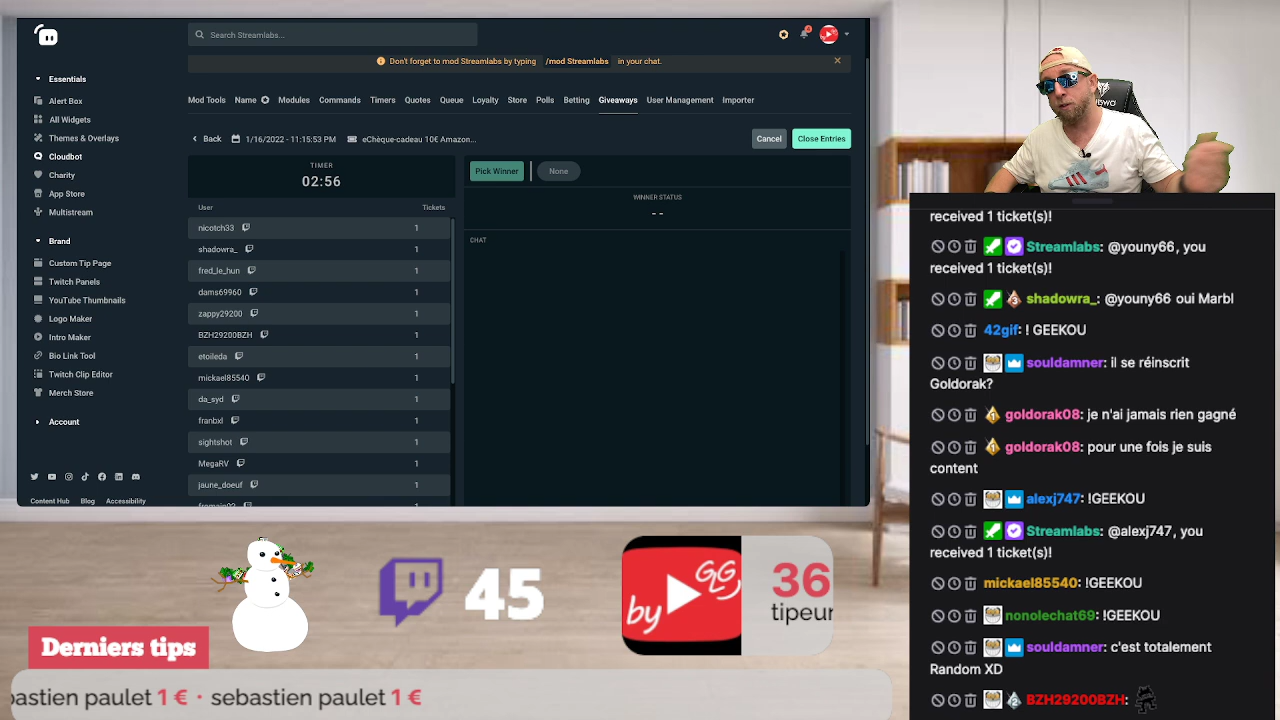 Search Streamlabs...
Don't forget to mod Streamlabs by typing /mod Streamlabs in your chat.
Essentials
Alert Box
All Widgets
Themes & Overlays
Cloudbot
Charity
App Store
Multistream
Brand
Custom Tip Page
Twitch Panels
YouTube Thumbnails
Logo Maker
Intro Maker
Bio Link Tool
Twitch Clip Editor
Merch Store
Account
Content Hub Blog Accessibility
Mod Tools Name Modules Commands Timers Quotes Queue Loyalty Store Polls Betting Giveaways User Management Importer
Back 1/16/2022 - 11:15:53 PM eChèque-cadeau 10€ Amazon... Cancel Close Entries
TIMER
02:56
User Tickets
nicotch33 1
shadowra_ 1
fred_le_hun 1
dams69960 1
zappy29200 1
BZH29200BZH 1
etoileda 1
mickael85540 1
da_syd 1
franbxl 1
sightshot 1
MegaRV 1
jaune_doeuf 1
Pick Winner None
WINNER STATUS
--
CHAT
received 1 ticket(s)!
Streamlabs: @youny66, you
received 1 ticket(s)!
shadowra_: @youny66 oui Marbl
42gif: ! GEEKOU
souldamner: il se réinscrit
Goldorak?
goldorak08: je n'ai jamais rien gagné
goldorak08: pour une fois je suis
content
alexj747: !GEEKOU
Streamlabs: @alexj747, you
received 1 ticket(s)!
mickael85540: !GEEKOU
nonolechat69: !GEEKOU
souldamner: c'est totalement
Random XD
BZH29200BZH:
45
by GLG
36
tipeur
Derniers tips
bastien paulet 1 € · sebastien paulet 1 €